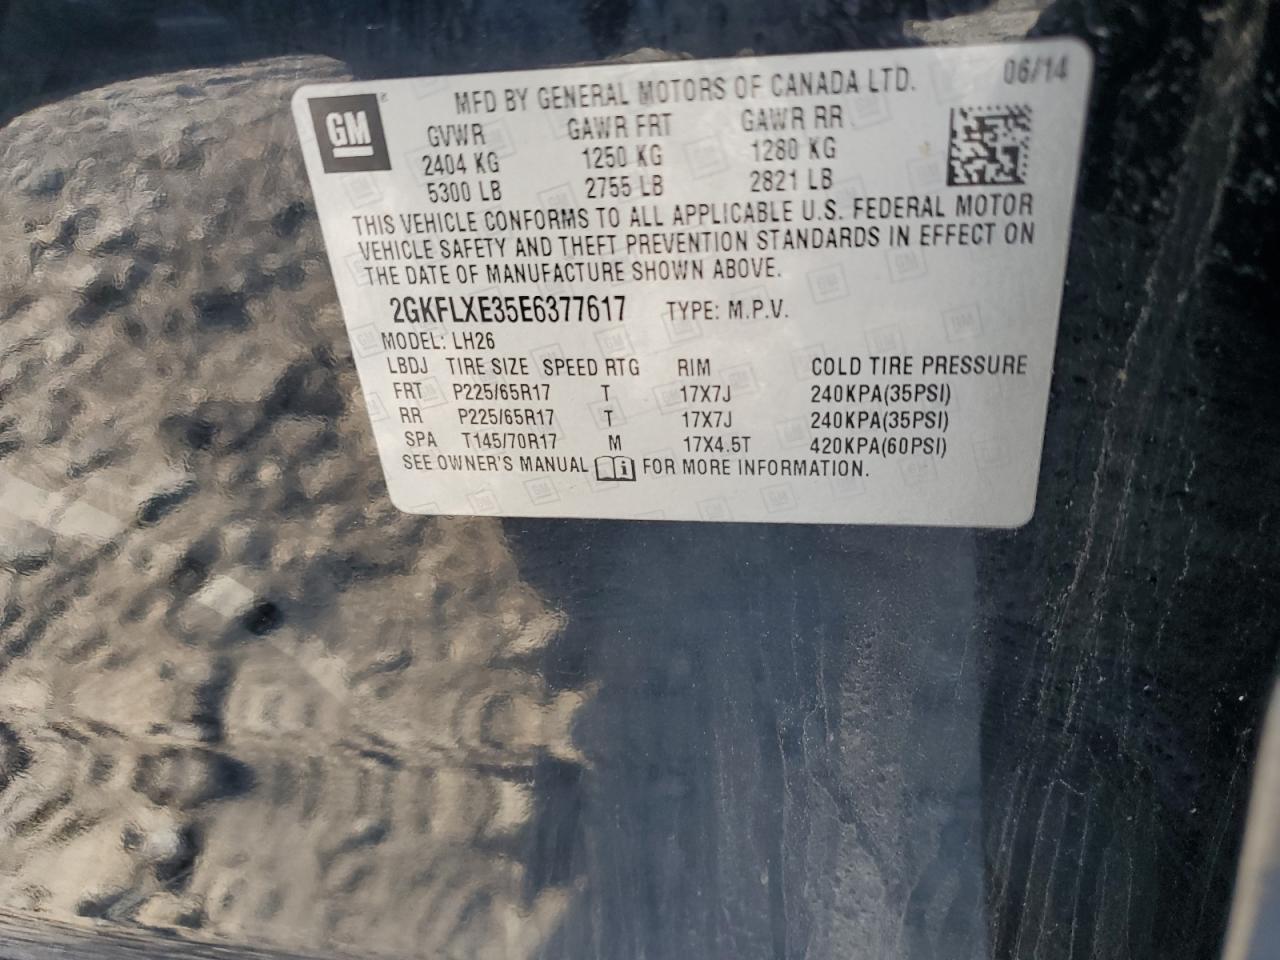 GM
MFD BY GENERAL MOTORS OF CANADA LTD. 06/14
GVWR GAWR FRT GAWR RR
2404 KG 1250 KG 1280 KG
5300 LB 2755 LB 2821 LB
THIS VEHICLE CONFORMS TO ALL APPLICABLE U.S. FEDERAL MOTOR
VEHICLE SAFETY AND THEFT PREVENTION STANDARDS IN EFFECT ON
THE DATE OF MANUFACTURE SHOWN ABOVE.
2GKFLXE35E6377617 TYPE: M.P.V.
MODEL: LH26
LBDJ TIRE SIZE SPEED RTG RIM COLD TIRE PRESSURE
FRT P225/65R17 T 17X7J 240KPA(35PSI)
RR P225/65R17 T 17X7J 240KPA(35PSI)
SPA T145/70R17 M 17X4.5T 420KPA(60PSI)
SEE OWNER'S MANUAL i FOR MORE INFORMATION.